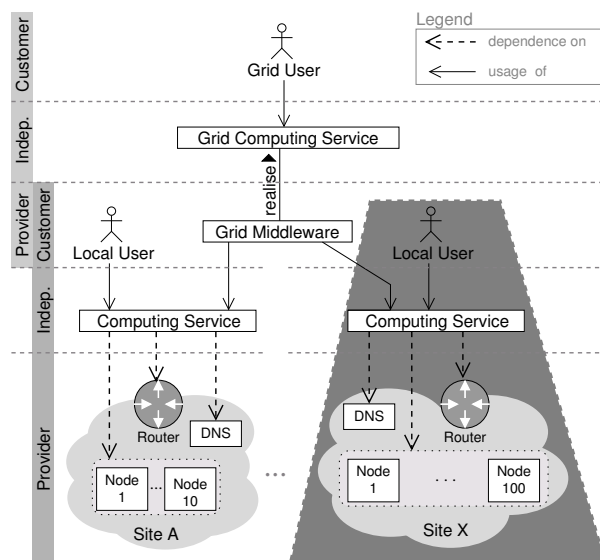 Legend
dependence on
usage of
Customer
Grid User
Indep.
Grid Computing Service
realise
Provider
Customer
Local User
Grid Middleware
Local User
Indep.
Computing Service
Computing Service
Provider
Router
DNS
Node
1
...
Node
10
Site A
...
DNS
Router
Node
1
. . .
Node
100
Site X